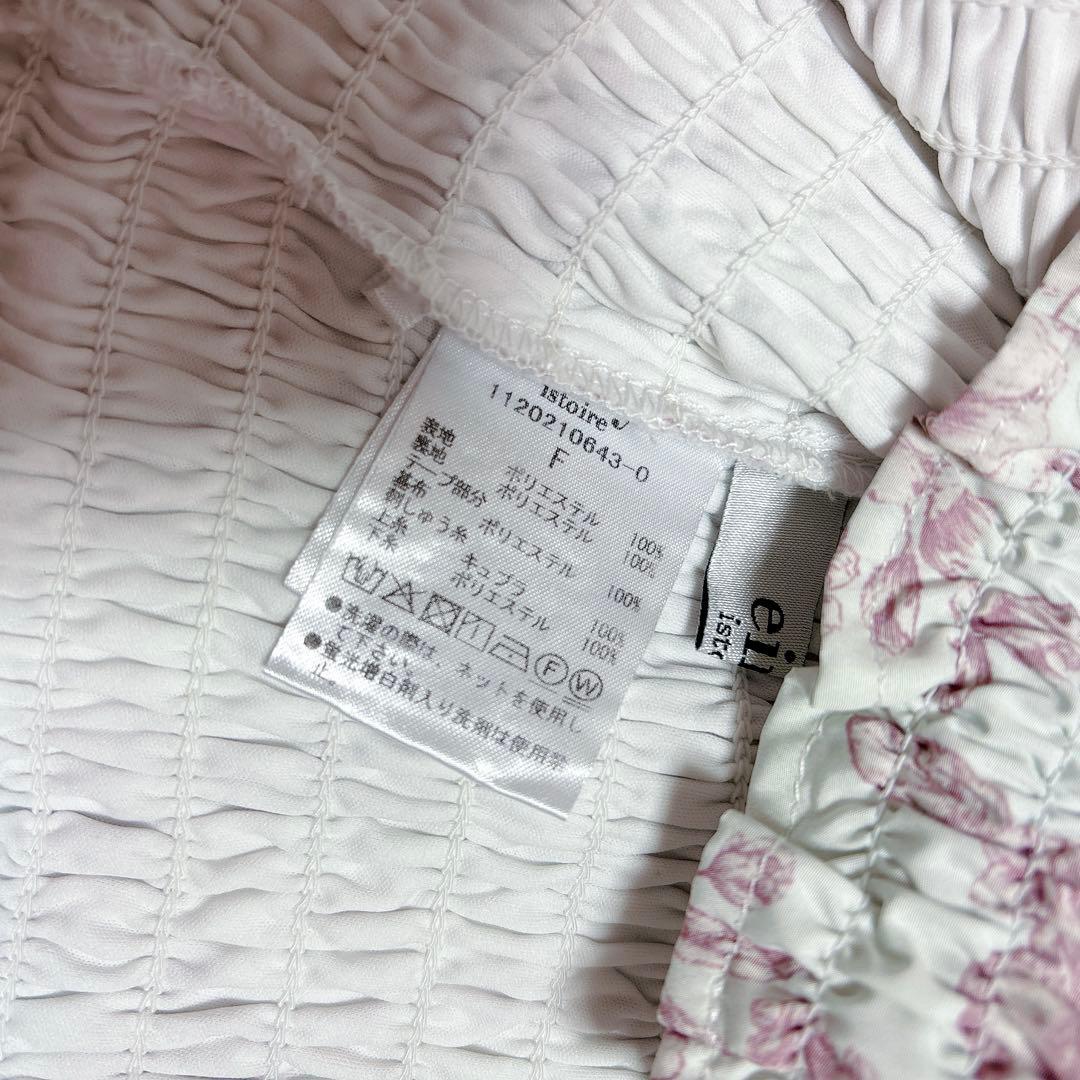 istoire
1120210643-0
F
表地 ポリエステル 100%
裏地 ポリエステル 100%
テープ部分 ポリエステル 100%
基布
刺しゅう糸
上糸 キュプラ 100%
下糸 ポリエステル 100%
F W
●洗濯の際は、ネットを使用し
て下さい。
●蛍光増白剤入り洗剤は使用禁
止